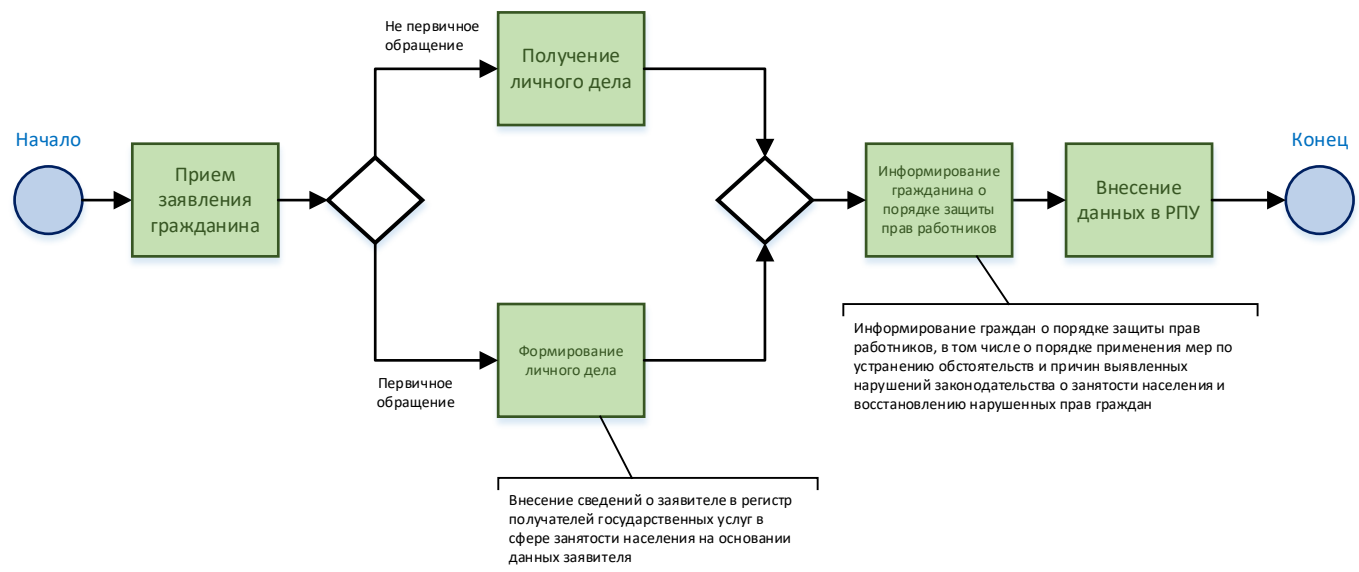 Начало
Прием
заявления
гражданина
Не первичное
обращение
Получение
личного дела
Первичное
обращение
Формирование
личного дела
Внесение сведений о заявителе в регистр
получателей государственных услуг в
сфере занятости населения на основании
данных заявителя
Информирование
гражданина о
порядке защиты
прав работников
Информирование граждан о порядке защиты прав
работников, в том числе о порядке применения мер по
устранению обстоятельств и причин выявленных
нарушений законодательства о занятости населения и
восстановлению нарушенных прав граждан
Внесение
данных в РПУ
Конец